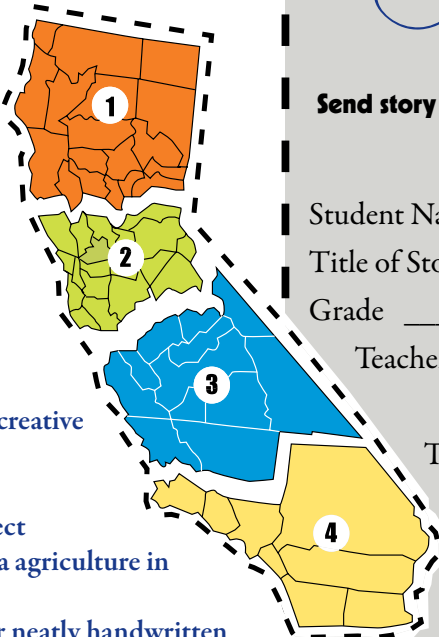 1
Send story
Student Na
Title of Sto
2
Grade
Teache
3
creative
T
ect
a agriculture in
4
r neatly handwritten